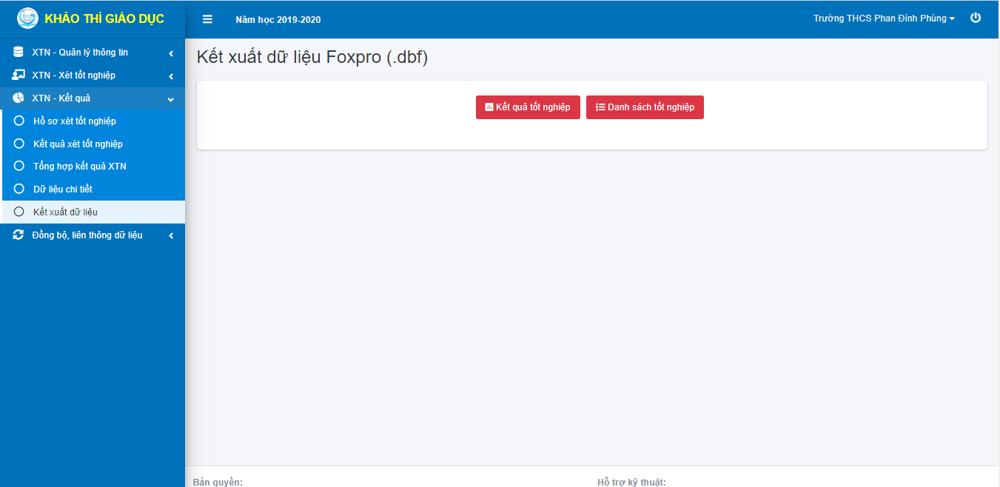 KHẢO THÍ GIÁO DỤC
Năm học 2019-2020
Trường THCS Phan Đình Phùng
XTN - Quản lý thông tin
XTN - Xét tốt nghiệp
XTN - Kết quả
Hồ sơ xét tốt nghiệp
Kết quả xét tốt nghiệp
Tổng hợp kết quả XTN
Dữ liệu chi tiết
Kết xuất dữ liệu
Đồng bộ, liên thông dữ liệu
Kết xuất dữ liệu Foxpro (.dbf)
Kết quả tốt nghiệp
Danh sách tốt nghiệp
Bản quyền:
Hỗ trợ kỹ thuật: